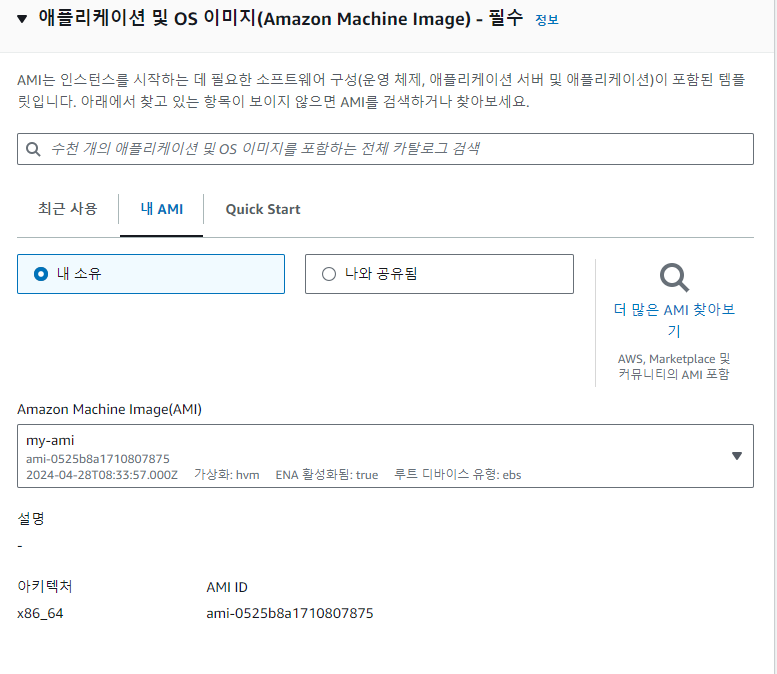 애플리케이션 및 OS 이미지(Amazon Machine Image) - 필수 정보
AMI는 인스턴스를 시작하는 데 필요한 소프트웨어 구성(운영 체제, 애플리케이션 서버 및 애플리케이션)이 포함된 템플
릿입니다. 아래에서 찾고 있는 항목이 보이지 않으면 AMI를 검색하거나 찾아보세요.
수천 개의 애플리케이션 및 OS 이미지를 포함하는 전체 카탈로그 검색
최근 사용 내 AMI Quick Start
내 소유 나와 공유됨
더 많은 AMI 찾아보
기
AWS, Marketplace 및
커뮤니티의 AMI 포함
Amazon Machine Image(AMI)
my-ami
ami-0525b8a1710807875
2024-04-28T08:33:57.000Z 가상화: hvm ENA 활성화됨: true 루트 디바이스 유형: ebs
설명
-
아키텍처 AMI ID
x86_64 ami-0525b8a1710807875